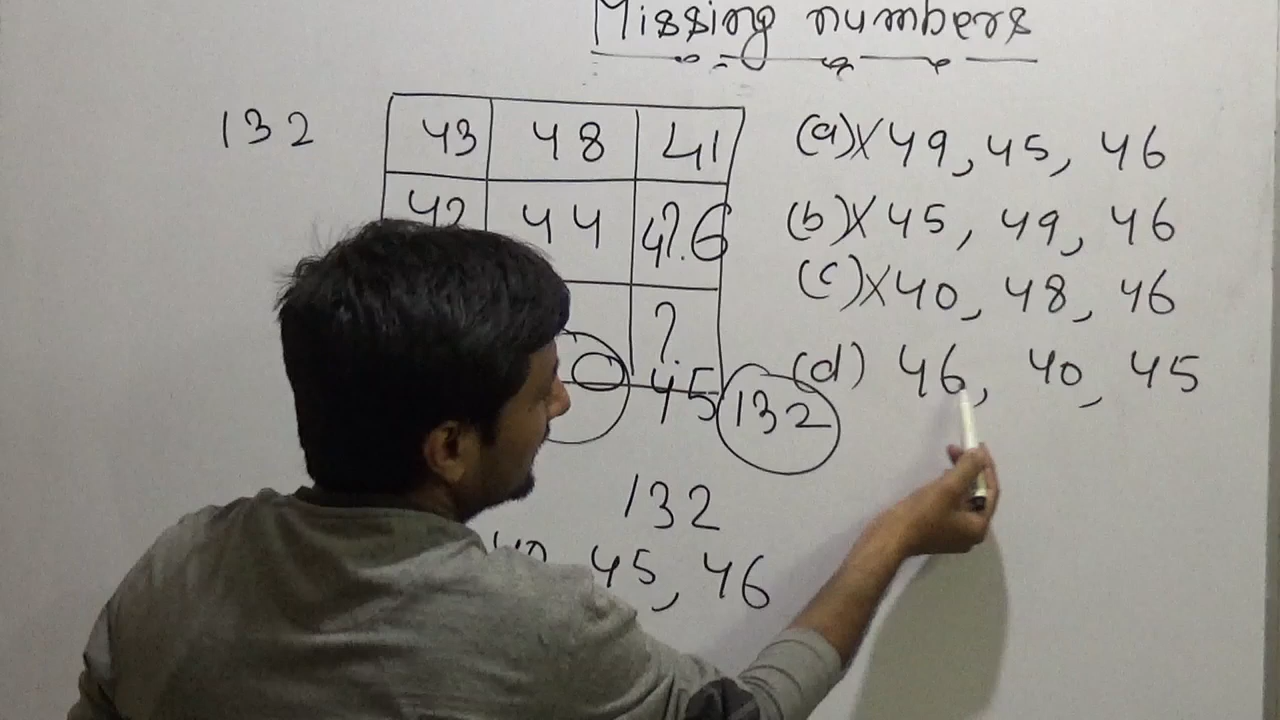 Missing numbers
132
43 48 41
42 44 4?.6
?
45
132
(a)X 49, 45, 46
(b)X 45, 49, 46
(c)X 40, 48, 46
(d) 46, 40, 45
132
45, 46